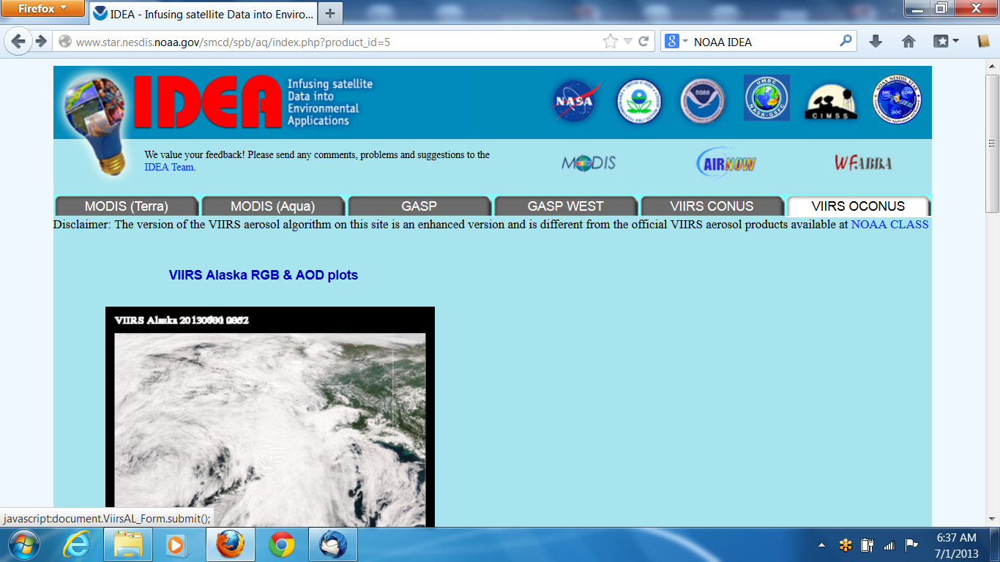 Firefox
IDEA - Infusing satellite Data into Enviro...
www.star.nesdis.noaa.gov/smcd/spb/aq/index.php?product_id=5
NOAA IDEA
IDEA
Infusing satellite
Data into
Environmental
Applications
NASA
NOAA
UMBC
NASA-GSFC
CIMSS
NOAA NESDIS STAR
SMC
CORP
SOC
We value your feedback! Please send any comments, problems and suggestions to the
IDEA Team.
MODIS
AIRNOW
WFABBA
MODIS (Terra)
MODIS (Aqua)
GASP
GASP WEST
VIIRS CONUS
VIIRS OCONUS
Disclaimer: The version of the VIIRS aerosol algorithm on this site is an enhanced version and is different from the official VIIRS aerosol products available at NOAA CLASS
VIIRS Alaska RGB & AOD plots
VIIRS Alaska
javascript:document.ViirsAL_Form.submit();
6:37 AM
7/1/2013